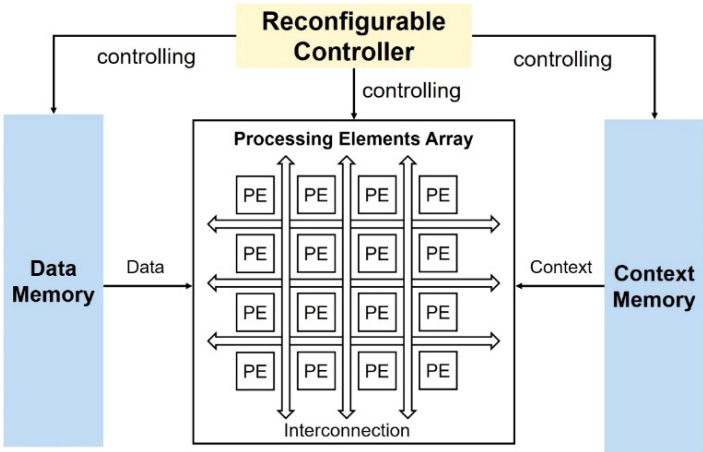 Reconfigurable
Controller
controlling
controlling
controlling
Processing Elements Array
PE PE PE PE
PE PE PE PE
PE PE PE PE
PE PE PE PE
Interconnection
Data
Memory
Data
Context
Context
Memory